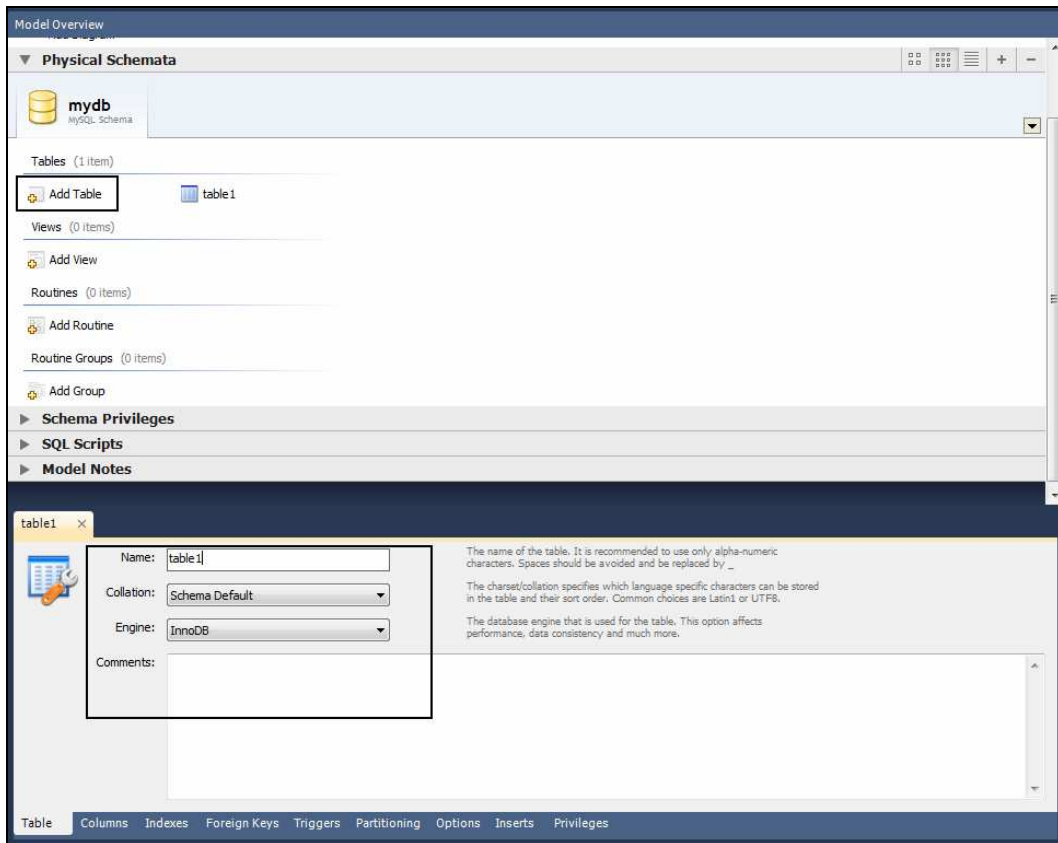 Model Overview
Physical Schemata
mydb
MySQL Schema
Tables (1 item)
Add Table
table1
Views (0 items)
Add View
Routines (0 items)
Add Routine
Routine Groups (0 items)
Add Group
Schema Privileges
SQL Scripts
Model Notes
table1
Name: table1
The name of the table. It is recommended to use only alpha-numeric
characters. Spaces should be avoided and be replaced by _
Collation: Schema Default
The charset/collation specifies which language specific characters can be stored
in the table and their sort order. Common choices are Latin1 or UTF8.
Engine: InnoDB
The database engine that is used for the table. This option affects
performance, data consistency and much more.
Comments:
Table Columns Indexes Foreign Keys Triggers Partitioning Options Inserts Privileges